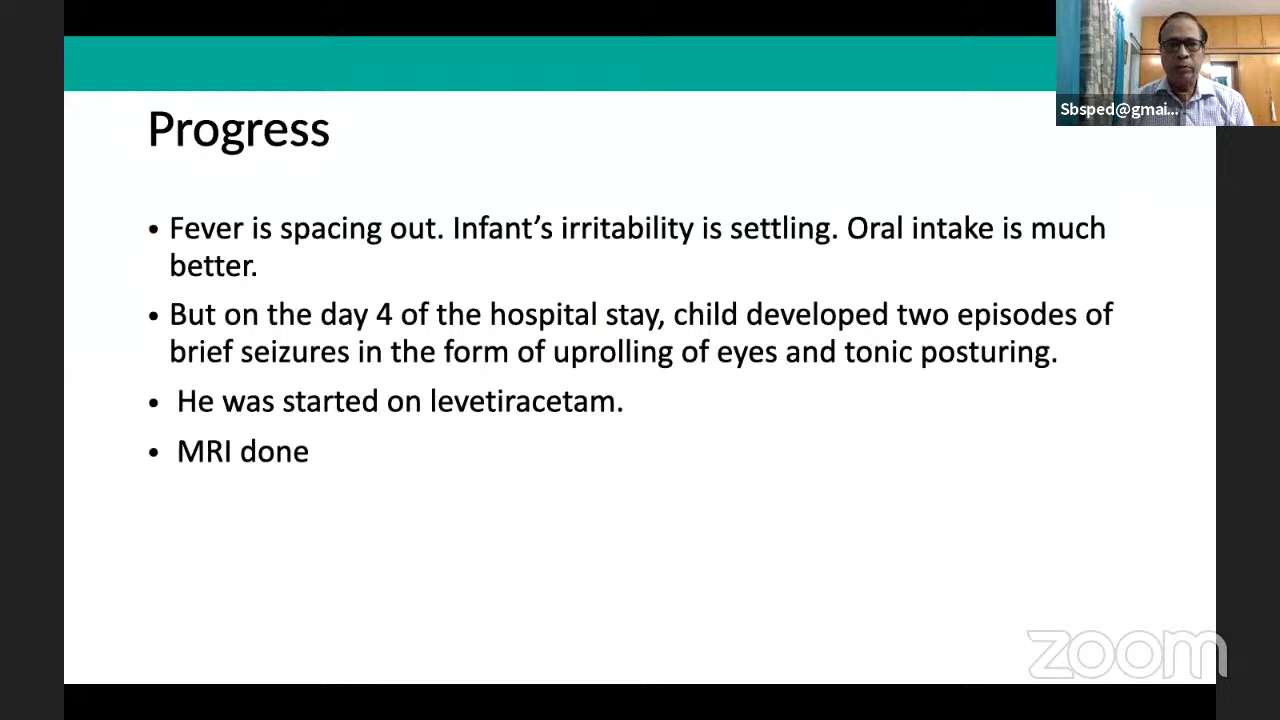 Sbsped@gmai...
Progress
• Fever is spacing out. Infant’s irritability is settling. Oral intake is much
better.
• But on the day 4 of the hospital stay, child developed two episodes of
brief seizures in the form of uprolling of eyes and tonic posturing.
• He was started on levetiracetam.
• MRI done
zoom